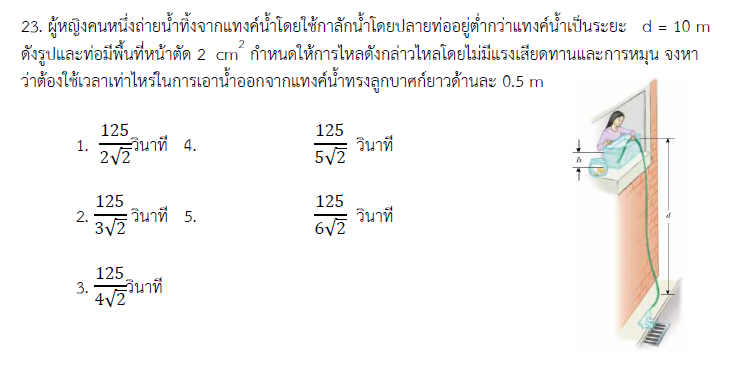 23. ผู้หญิงคนหนึ่งถ่ายน้ำทิ้งจากแทงค์น้ำโดยใช้กาลักน้ำโดยปลายท่ออยู่ต่ำกว่าแทงค์น้ำเป็นระยะ d = 10 m
ดังรูปและท่อมีพื้นที่หน้าตัด 2 cm² กำหนดให้การไหลดังกล่าวไหลโดยไม่มีแรงเสียดทานและการหมุน จงหา
ว่าต้องใช้เวลาเท่าไหร่ในการเอาน้ำออกจากแทงค์น้ำทรงลูกบาศก์ยาวด้านละ 0.5 m
1. 125/2√2 วินาที 4. 125/5√2 วินาที
2. 125/3√2 วินาที 5. 125/6√2 วินาที
3. 125/4√2 วินาที
h
d